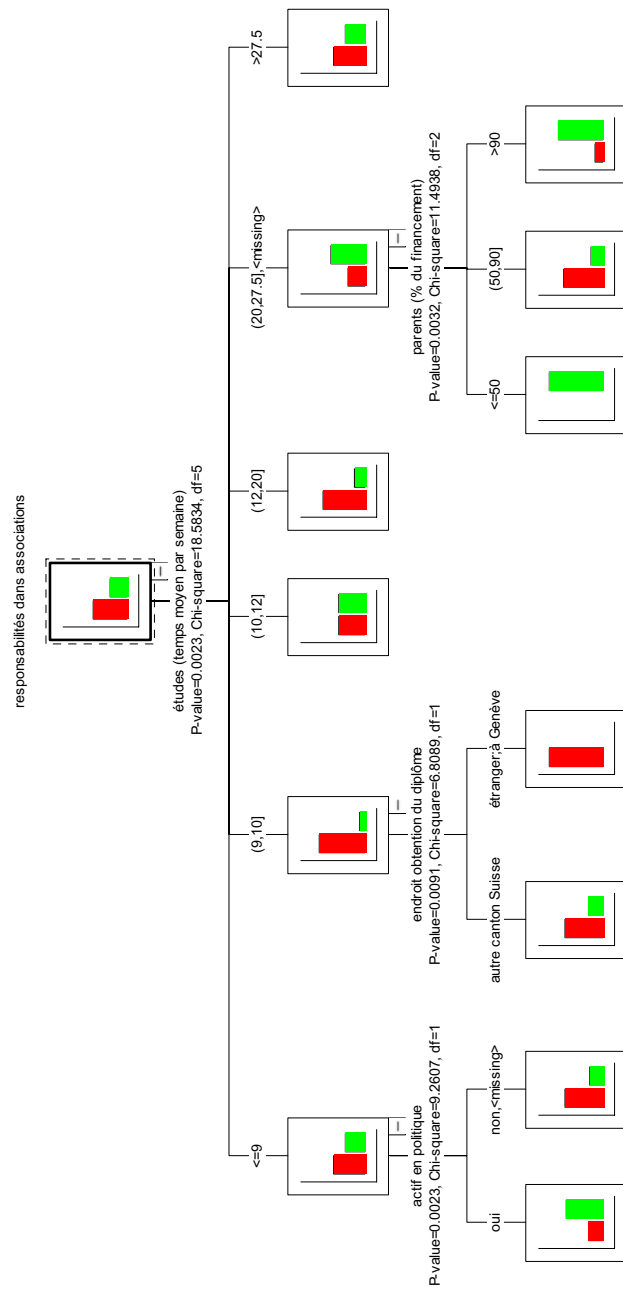 responsabilités dans associations
études (temps moyen par semaine)
P-value=0.0023, Chi-square=18.5834, df=5
<=9
(9,10]
(10,12]
(12,20]
(20,27.5],<missing>
>27.5
actif en politique
P-value=0.0023, Chi-square=9.2607, df=1
endroit obtention du diplôme
P-value=0.0091, Chi-square=6.8089, df=1
parents (% du financement)
P-value=0.0032, Chi-square=11.4938, df=2
oui
non,<missing>
autre canton Suisse
étranger;à Genève
<=50
(50,90]
>90